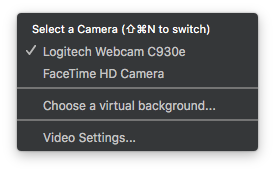 Select a Camera (⇧⌘N to switch)
✓ Logitech Webcam C930e
FaceTime HD Camera
Choose a virtual background...
Video Settings...